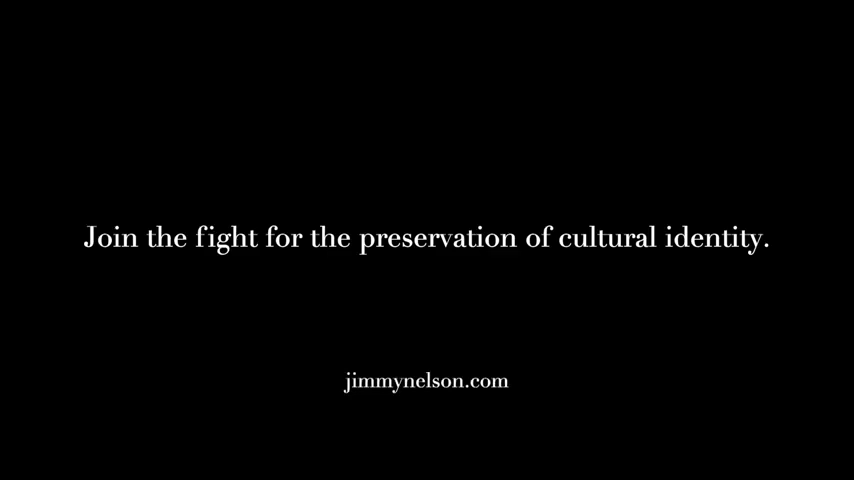 Join the fight for the preservation of cultural identity.
jimmynelson.com